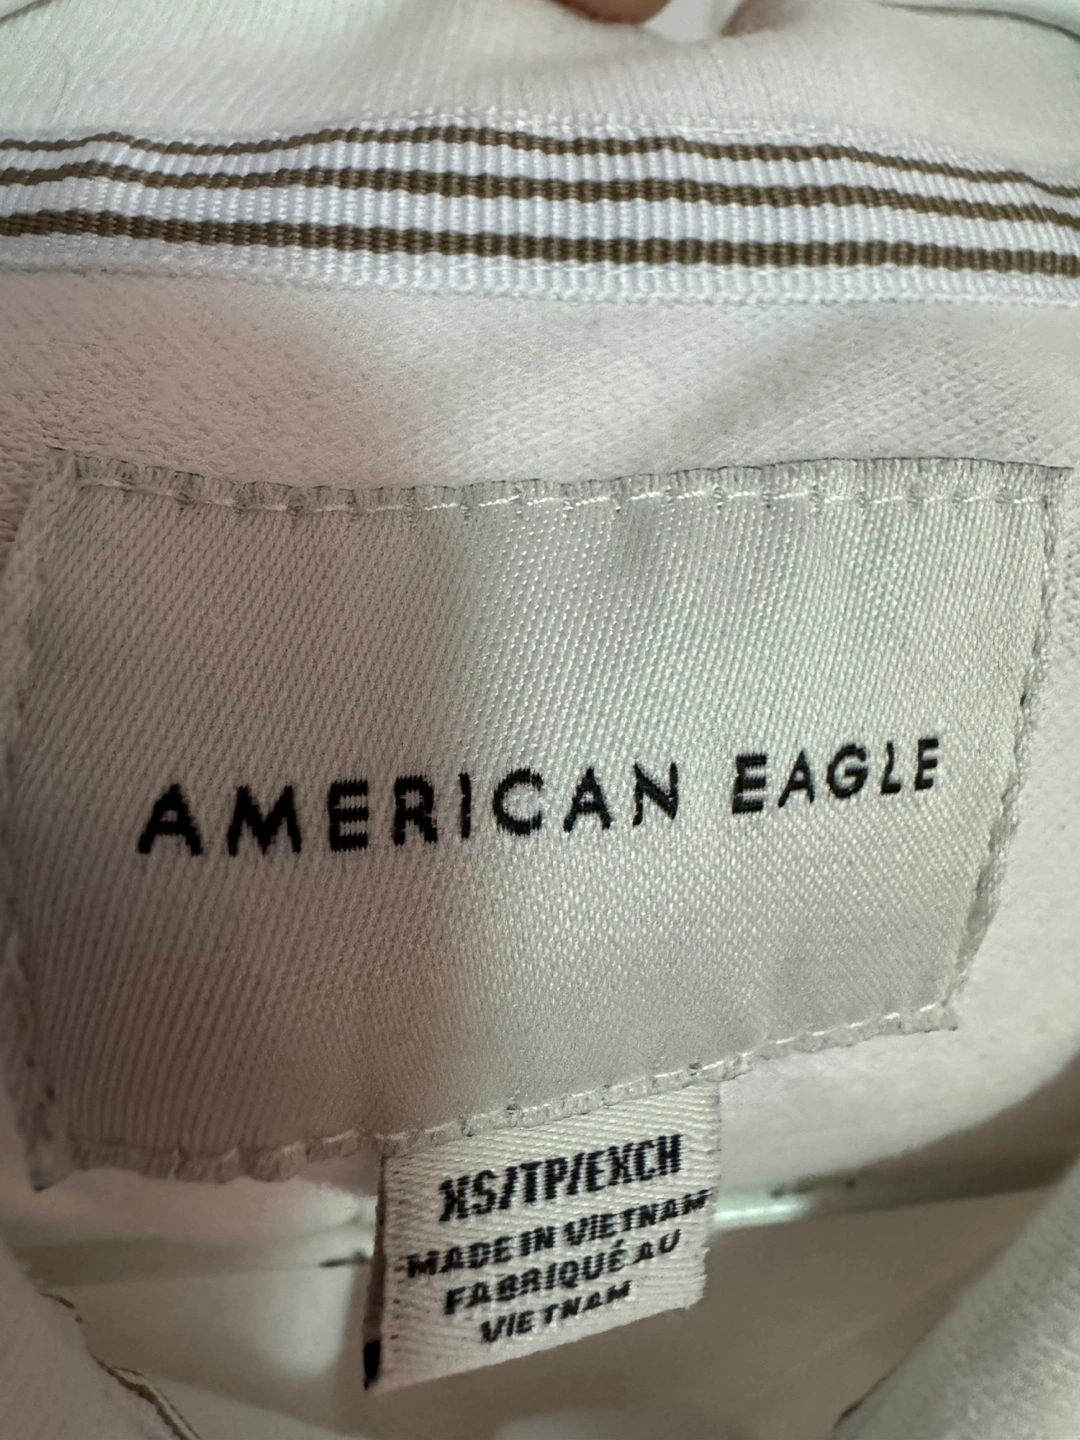 AMERICAN EAGLE
XS/TP/EXCH
MADE IN VIETNAM
FABRIQUÉ AU
VIETNAM